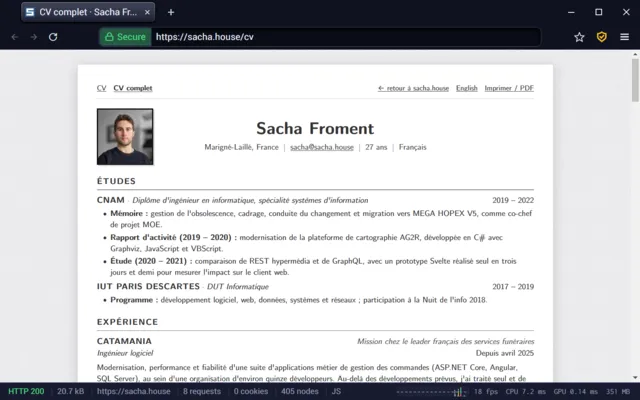 CV complet · Sacha Fr...
Secure
https://sacha.house/cv
CV CV complet ← retour à sacha.house English Imprimer / PDF
Sacha Froment
Marigné-Laillé, France | sacha@sacha.house | 27 ans | Français
ÉTUDES
CNAM · Diplôme d'ingénieur en informatique, spécialité systèmes d'information 2019 – 2022
• Mémoire : gestion de l'obsolescence, cadrage, conduite du changement et migration vers MEGA HOPEX V5, comme co-chef
de projet MOE.
• Rapport d'activité (2019 – 2020) : modernisation de la plateforme de cartographie AG2R, développée en C# avec
Graphviz, JavaScript et VBScript.
• Étude (2020 – 2021) : comparaison de REST hypermédia et de GraphQL, avec un prototype Svelte réalisé seul en trois
jours et demi pour mesurer l'impact sur le client web.
IUT PARIS DESCARTES · DUT Informatique 2017 – 2019
• Programme : développement logiciel, web, données, systèmes et réseaux ; participation à la Nuit de l'info 2018.
EXPÉRIENCE
CATAMANIA Mission chez le leader français des services funéraires
Ingénieur logiciel Depuis avril 2025
Modernisation, performance et fiabilité d'une suite d'applications métier de gestion des commandes (ASP.NET Core, Angular,
SQL Server), au sein d'une organisation d'environ quinze développeurs. Au-delà des développements prévus, j'ai traité seul et de
HTTP 200 | 20.7 kB | https://sacha.house | 8 requests | 0 cookies | 405 nodes | JS 18 fps CPU 7.2 ms GPU 0.14 ms 351 MB